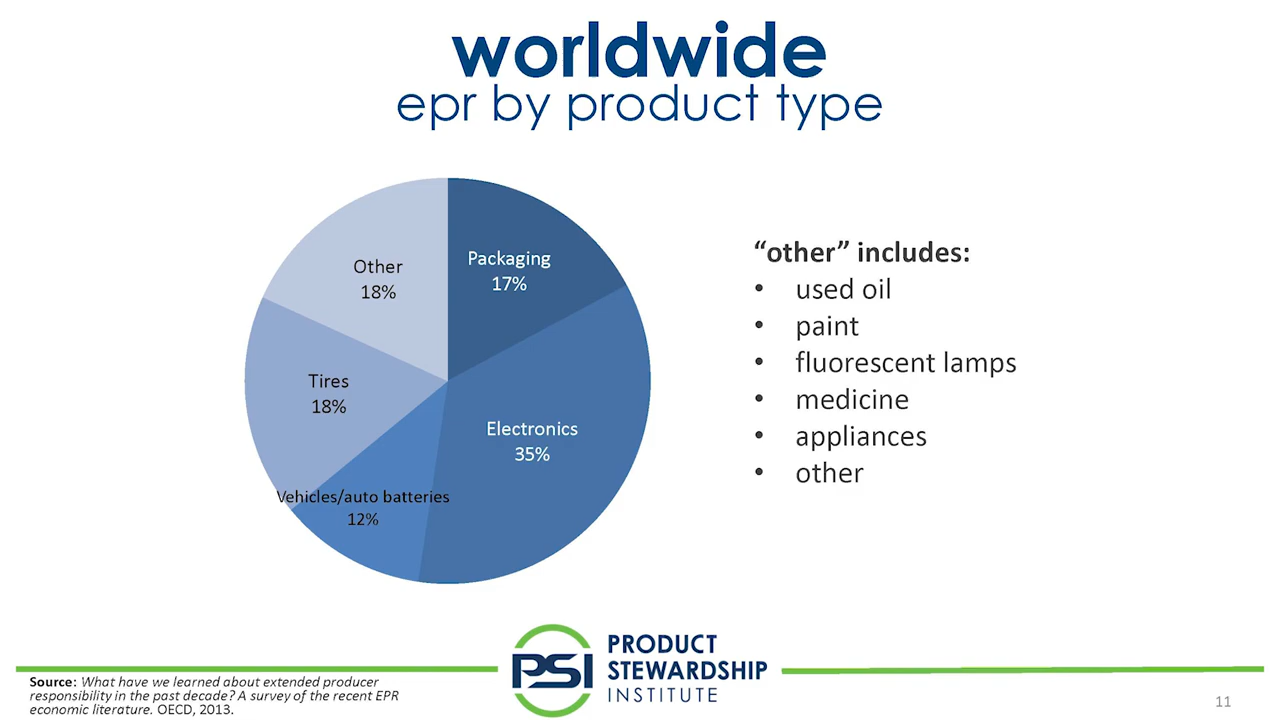 worldwide
epr by product type
Other
18%
Packaging
17%
Tires
18%
Electronics
35%
Vehicles/auto batteries
12%
“other” includes:
• used oil
• paint
• fluorescent lamps
• medicine
• appliances
• other
PSI
PRODUCT
STEWARDSHIP
INSTITUTE
Source: What have we learned about extended producer
responsibility in the past decade? A survey of the recent EPR
economic literature. OECD, 2013.
11